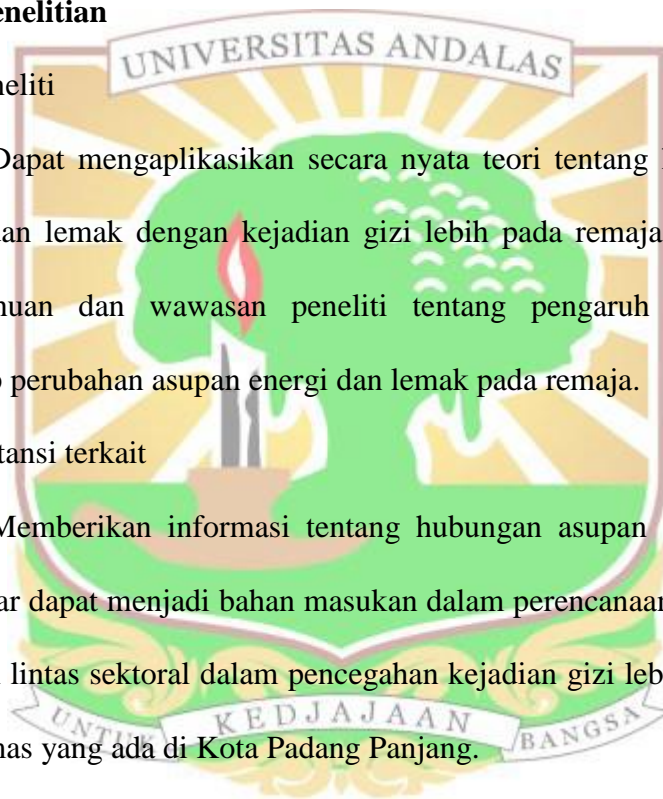 enelitian
UNIVERSITAS ANDALAS
neliti
Dapat mengaplikasikan secara nyata teori tentang
dan lemak dengan kejadian gizi lebih pada remaja
huan dan wawasan peneliti tentang pengaruh
perubahan asupan energi dan lemak pada remaja.
tansi terkait
Memberikan informasi tentang hubungan asupan
ar dapat menjadi bahan masukan dalam perencanaan
lintas sektoral dalam pencegahan kejadian gizi leb
UNTUK KEDJAJAAN BANGSA
nas yang ada di Kota Padang Panjang.